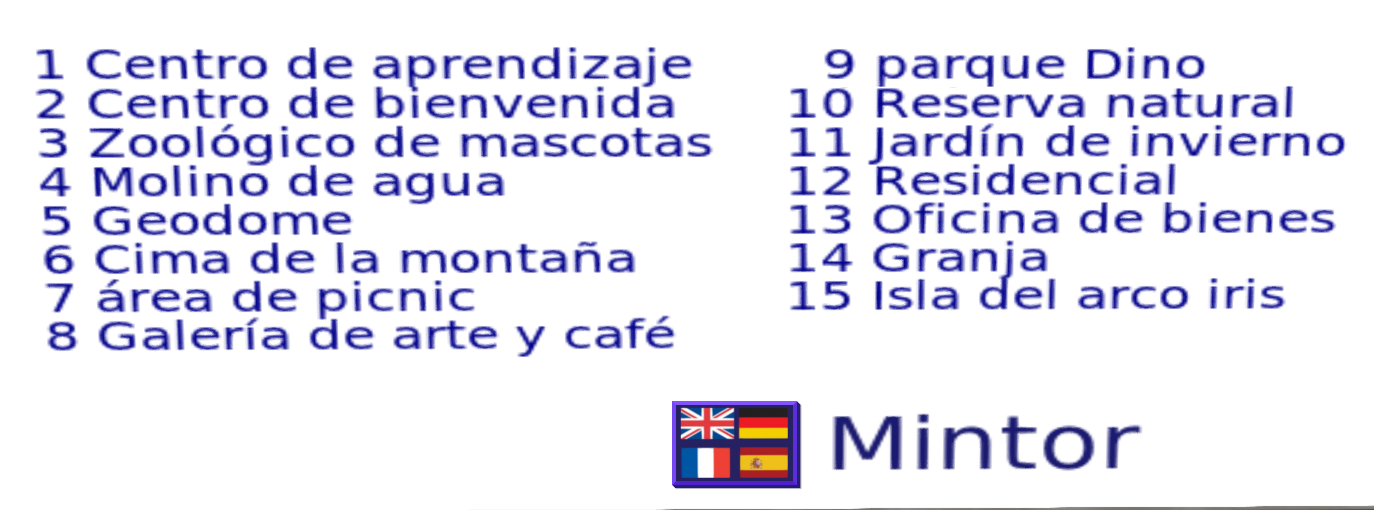 1 Centro de aprendizaje
2 Centro de bienvenida
3 Zoológico de mascotas
4 Molino de agua
5 Geodome
6 Cima de la montaña
7 área de picnic
8 Galería de arte y café
9 parque Dino
10 Reserva natural
11 Jardín de invierno
12 Residencial
13 Oficina de bienes
14 Granja
15 Isla del arco iris
Mintor